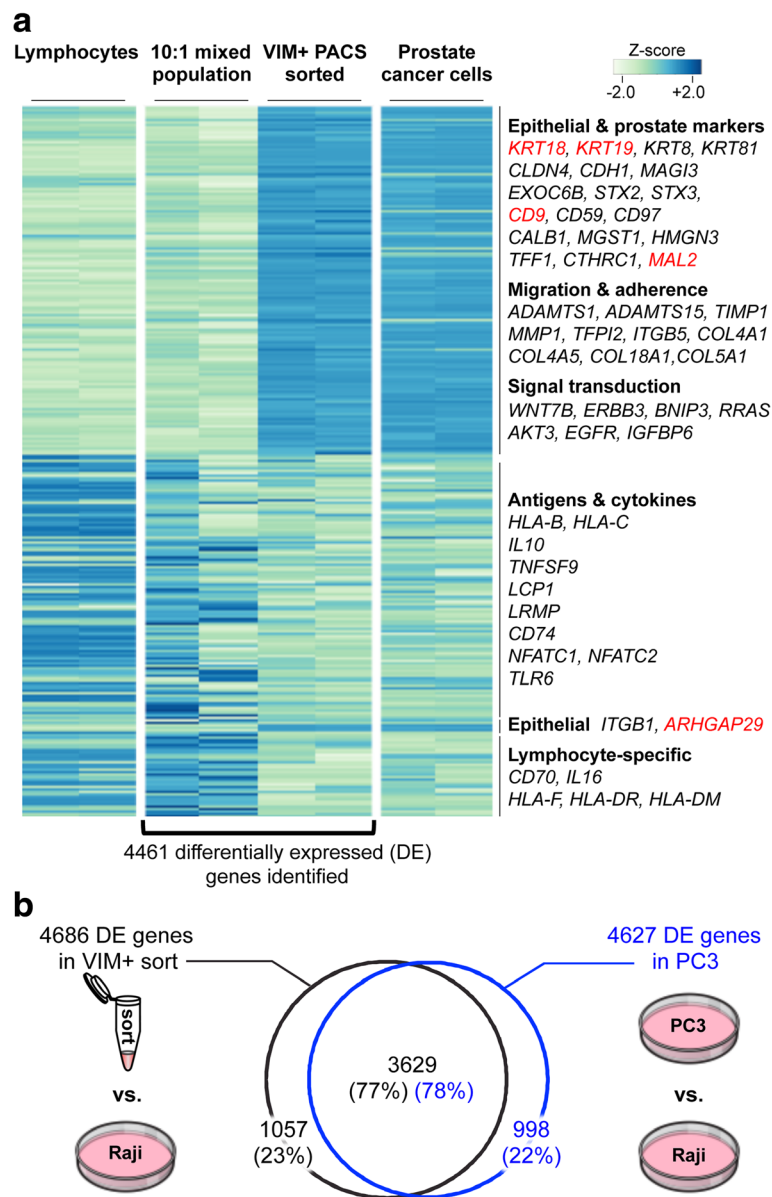 a
Lymphocytes
10:1 mixed
population
VIM+ PACS
sorted
Prostate
cancer cells
Z-score
-2.0
+2.0
Epithelial & prostate markers
KRT18, KRT19, KRT8, KRT81
CLDN4, CDH1, MAGI3
EXOC6B, STX2, STX3,
CD9, CD59, CD97
CALB1, MGST1, HMGN3
TFF1, CTHRC1, MAL2
Migration & adherence
ADAMTS1, ADAMTS15, TIMP1
MMP1, TFPI2, ITGB5, COL4A1
COL4A5, COL18A1,COL5A1
Signal transduction
WNT7B, ERBB3, BNIP3, RRAS
AKT3, EGFR, IGFBP6
Antigens & cytokines
HLA-B, HLA-C
IL10
TNFSF9
LCP1
LRMP
CD74
NFATC1, NFATC2
TLR6
Epithelial ITGB1, ARHGAP29
Lymphocyte-specific
CD70, IL16
HLA-F, HLA-DR, HLA-DM
4461 differentially expressed (DE)
genes identified
b
4686 DE genes
in VIM+ sort
4627 DE genes
in PC3
sort
vs.
Raji
3629
(77%) (78%)
1057
(23%)
998
(22%)
PC3
vs.
Raji